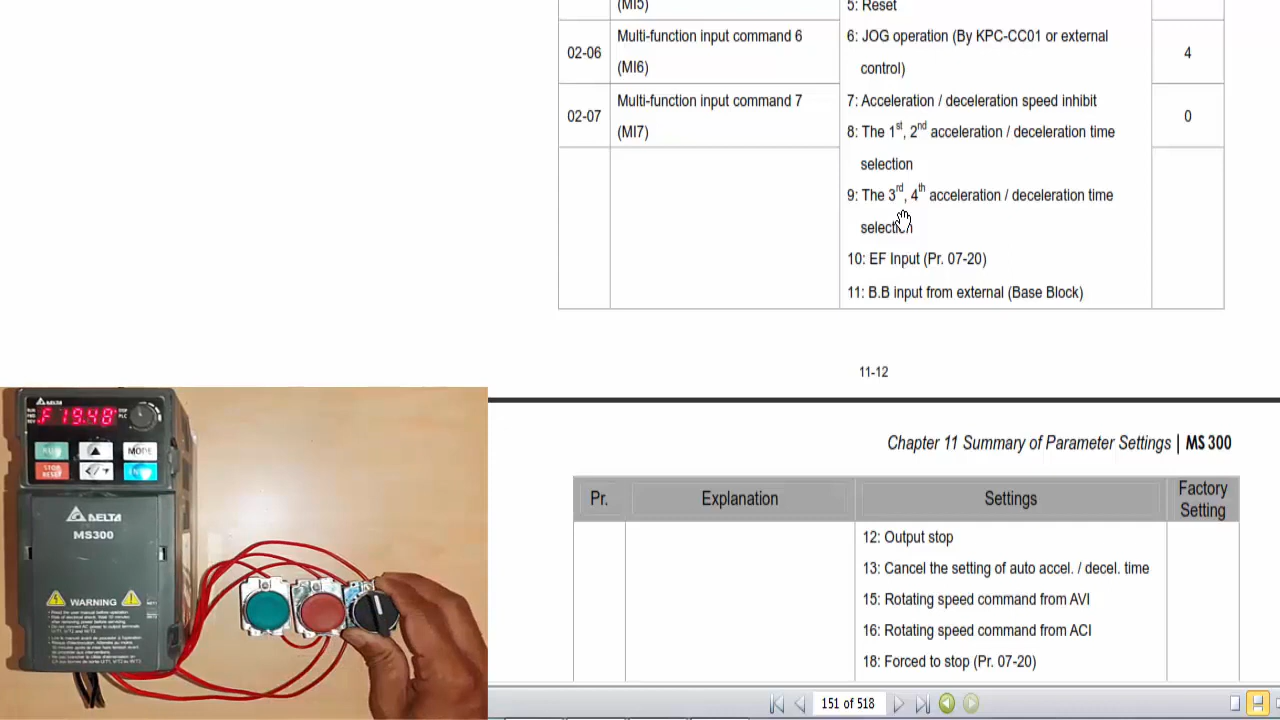 (MI5)
5: Reset
02-06
Multi-function input command 6
(MI6)
6: JOG operation (By KPC-CC01 or external
control)
4
02-07
Multi-function input command 7
(MI7)
7: Acceleration / deceleration speed inhibit
0
8: The 1st, 2nd acceleration / deceleration time
selection
9: The 3rd, 4th acceleration / deceleration time
selection
10: EF Input (Pr. 07-20)
11: B.B input from external (Base Block)
11-12
Chapter 11 Summary of Parameter Settings | MS 300
Pr.
Explanation
Settings
Factory
Setting
12: Output stop
13: Cancel the setting of auto accel. / decel. time
15: Rotating speed command from AVI
16: Rotating speed command from ACI
18: Forced to stop (Pr. 07-20)
151 of 518
DELTA
F 19.48
RUN
MODE
STOP
RESET
DELTA
MS300
WARNING